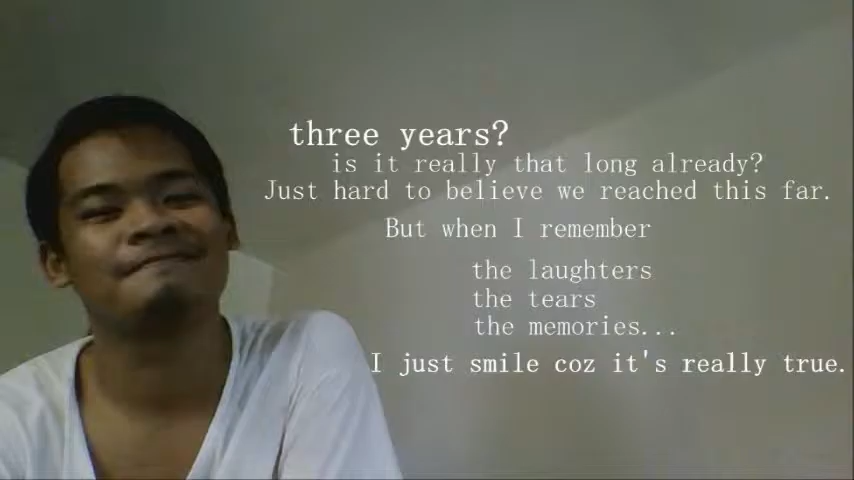 three years?
is it really that long already?
Just hard to believe we reached this far.
But when I remember
the laughters
the tears
the memories...
I just smile coz it's really true.